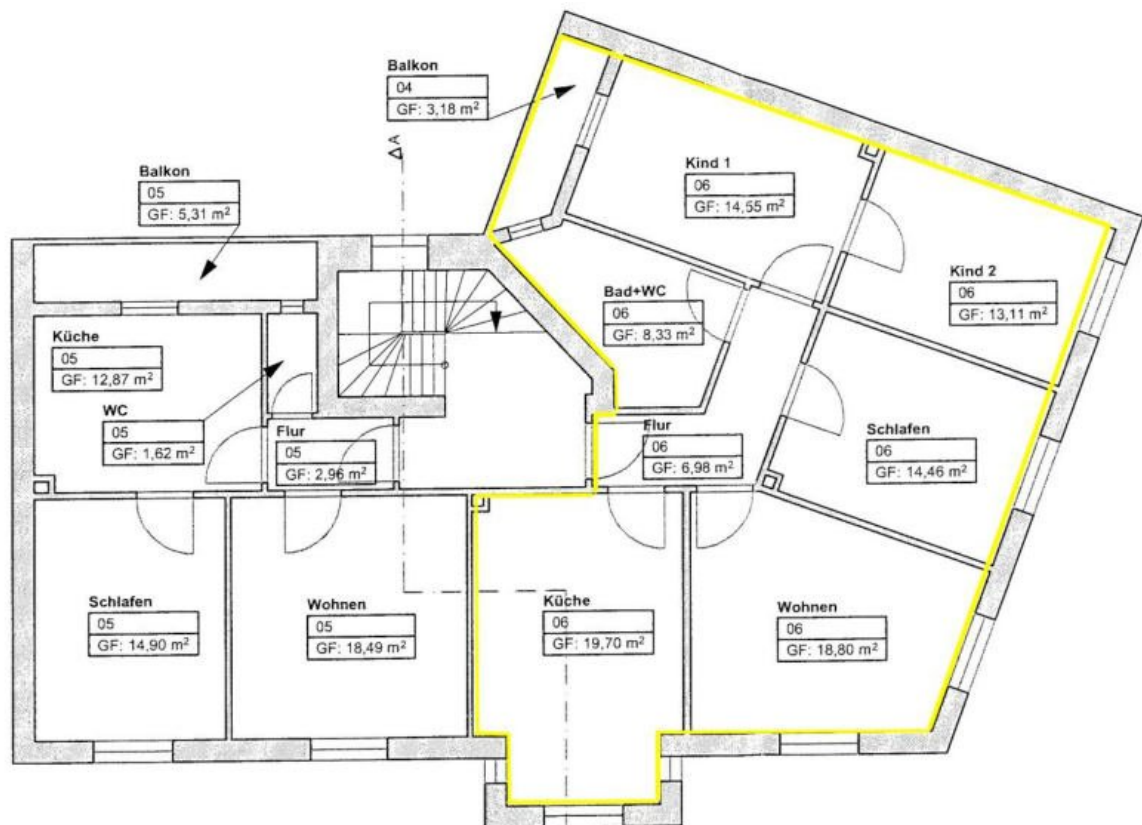 Balkon
04
GF: 3,18 m²
A
Balkon
05
GF: 5,31 m²
Kind 1
06
GF: 14,55 m²
Kind 2
06
GF: 13,11 m²
Bad+WC
06
GF: 8,33 m²
Küche
05
GF: 12,87 m²
WC
05
GF: 1,62 m²
Flur
05
GF: 2,96 m²
Flur
06
GF: 6,98 m²
Schlafen
06
GF: 14,46 m²
Schlafen
05
GF: 14,90 m²
Wohnen
05
GF: 18,49 m²
Küche
06
GF: 19,70 m²
Wohnen
06
GF: 18,80 m²